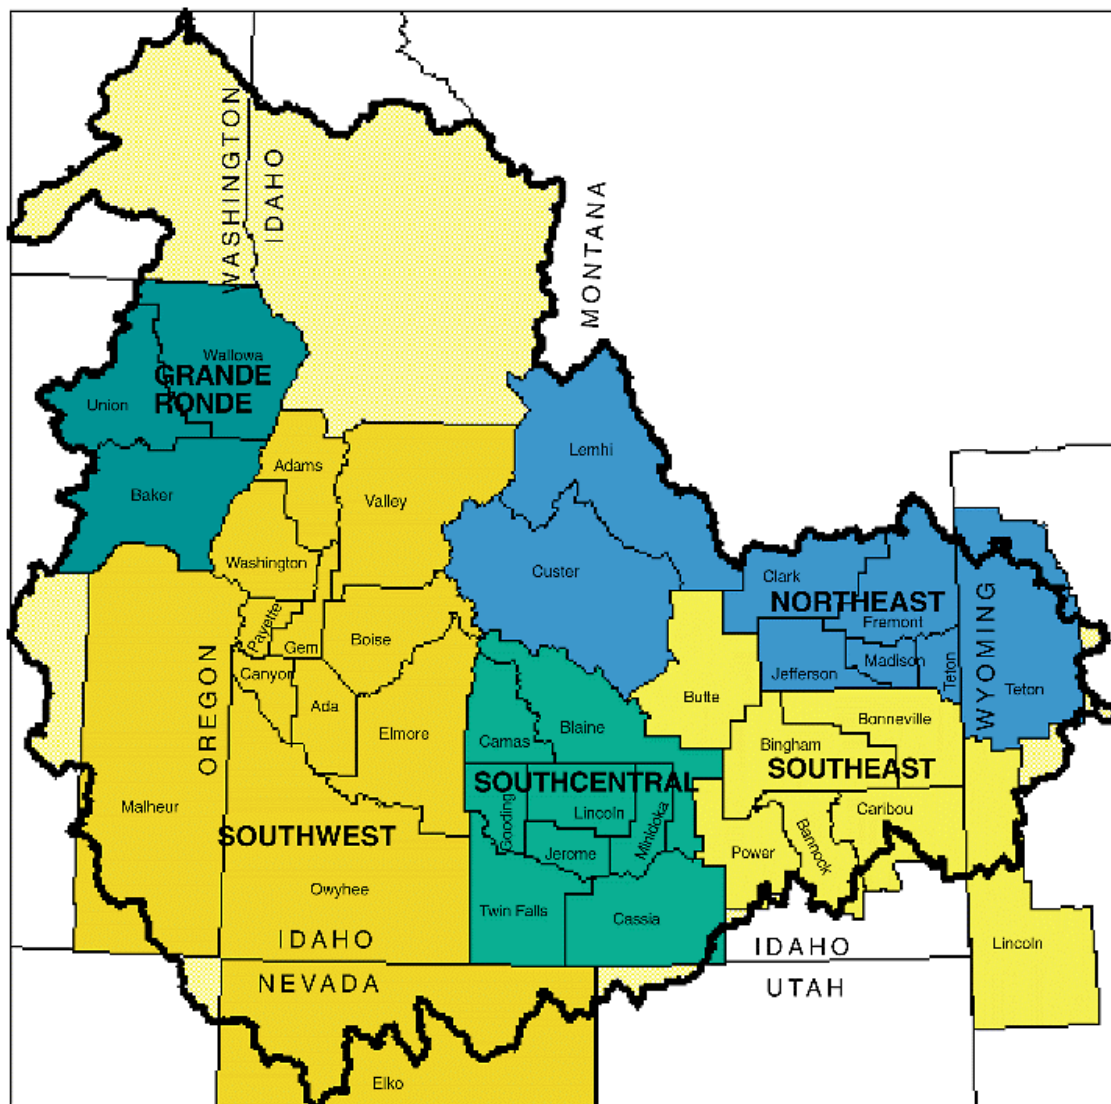 WASHINGTON
IDAHO
MONTANA
Wallowa
GRANDE
RONDE
Union
Baker
Adams
Valley
Lemhi
Washington
Custer
Clark
NORTHEAST
Fremont
Payette
Gem
Boise
Madison
Jefferson
Teton
WYOMING
Teton
OREGON
Canyon
Ada
Elmore
Butte
Bonneville
Camas
Blaine
Bingham
SOUTHEAST
SOUTHCENTRAL
Malheur
SOUTHWEST
Gooding
Lincoln
Minidoka
Caribou
Jerome
Power
Bannock
Owyhee
Twin Falls
Cassia
IDAHO
IDAHO
Lincoln
NEVADA
UTAH
Elko